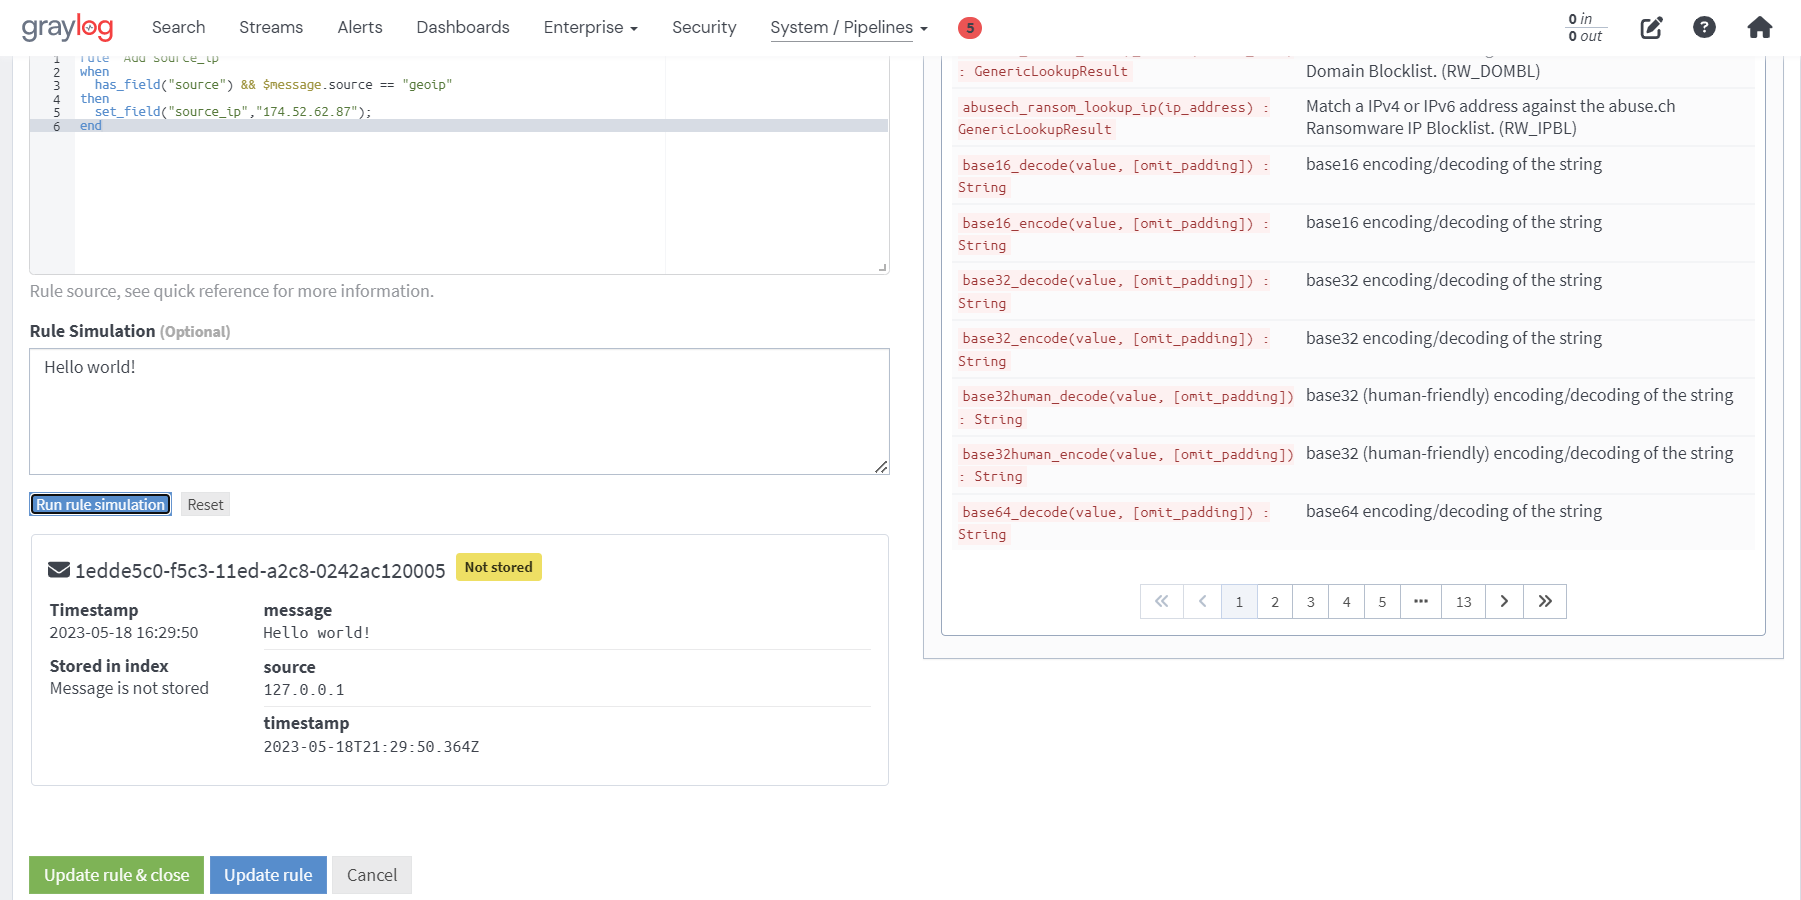 graylog Search Streams Alerts Dashboards Enterprise Security System / Pipelines 5 0 in
0 out
1 rule "Add source_ip"
2 when
3 has_field("source") && $message.source == "geoip"
4 then
5 set_field("source_ip","174.52.62.87");
6 end
Rule source, see quick reference for more information.
Rule Simulation (Optional)
Hello world!
Run rule simulation Reset
1edde5c0-f5c3-11ed-a2c8-0242ac120005 Not stored
Timestamp
2023-05-18 16:29:50
Stored in index
Message is not stored
message
Hello world!
source
127.0.0.1
timestamp
2023-05-18T21:29:50.364Z
Update rule & close Update rule Cancel
: GenericLookupResult
Domain Blocklist. (RW_DOMBL)
abusech_ransom_lookup_ip(ip_address) :
GenericLookupResult
Match a IPv4 or IPv6 address against the abuse.ch
Ransomware IP Blocklist. (RW_IPBL)
base16_decode(value, [omit_padding]) :
String
base16 encoding/decoding of the string
base16_encode(value, [omit_padding]) :
String
base16 encoding/decoding of the string
base32_decode(value, [omit_padding]) :
String
base32 encoding/decoding of the string
base32_encode(value, [omit_padding]) :
String
base32 encoding/decoding of the string
base32human_decode(value, [omit_padding])
: String
base32 (human-friendly) encoding/decoding of the string
base32human_encode(value, [omit_padding])
: String
base32 (human-friendly) encoding/decoding of the string
base64_decode(value, [omit_padding]) :
String
base64 encoding/decoding of the string
« ‹ 1 2 3 4 5 ••• 13 › »